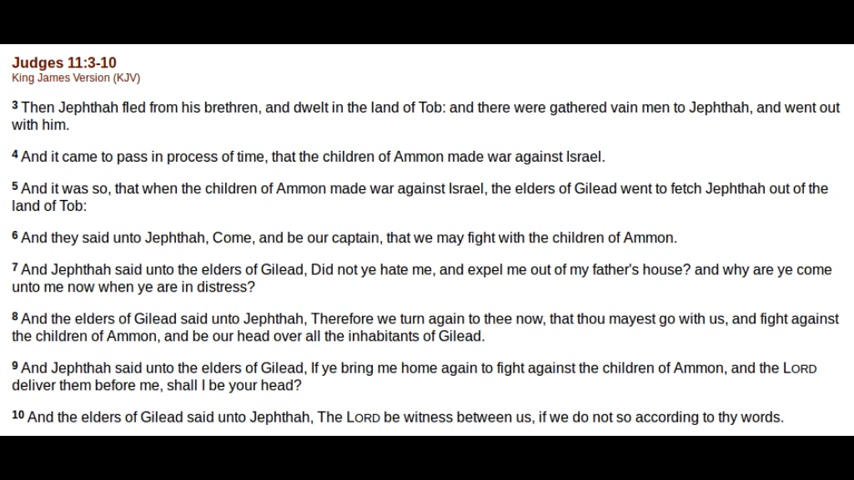 Judges 11:3-10
King James Version (KJV)
3 Then Jephthah fled from his brethren, and dwelt in the land of Tob: and there were gathered vain men to Jephthah, and went out
with him.
4 And it came to pass in process of time, that the children of Ammon made war against Israel.
5 And it was so, that when the children of Ammon made war against Israel, the elders of Gilead went to fetch Jephthah out of the
land of Tob:
6 And they said unto Jephthah, Come, and be our captain, that we may fight with the children of Ammon.
7 And Jephthah said unto the elders of Gilead, Did not ye hate me, and expel me out of my father's house? and why are ye come
unto me now when ye are in distress?
8 And the elders of Gilead said unto Jephthah, Therefore we turn again to thee now, that thou mayest go with us, and fight against
the children of Ammon, and be our head over all the inhabitants of Gilead.
9 And Jephthah said unto the elders of Gilead, If ye bring me home again to fight against the children of Ammon, and the LORD
deliver them before me, shall I be your head?
10 And the elders of Gilead said unto Jephthah, The LORD be witness between us, if we do not so according to thy words.